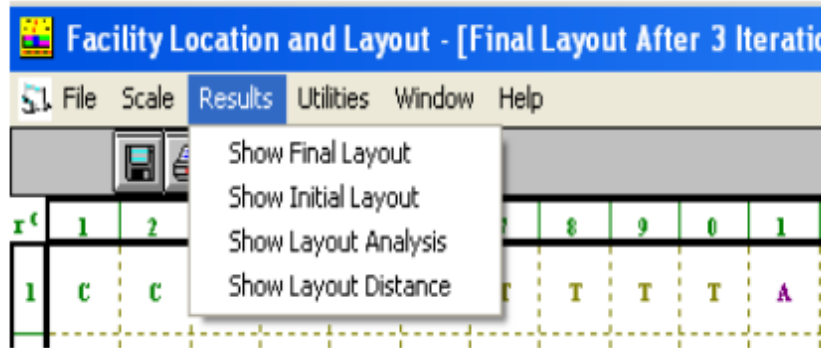 Facility Location and Layout - [Final Layout After 3 Iteratio
File Scale Results Utilities Window Help
Show Final Layout
Show Initial Layout
Show Layout Analysis
Show Layout Distance
1 2 8 9 0 1
1 C C T T T T A